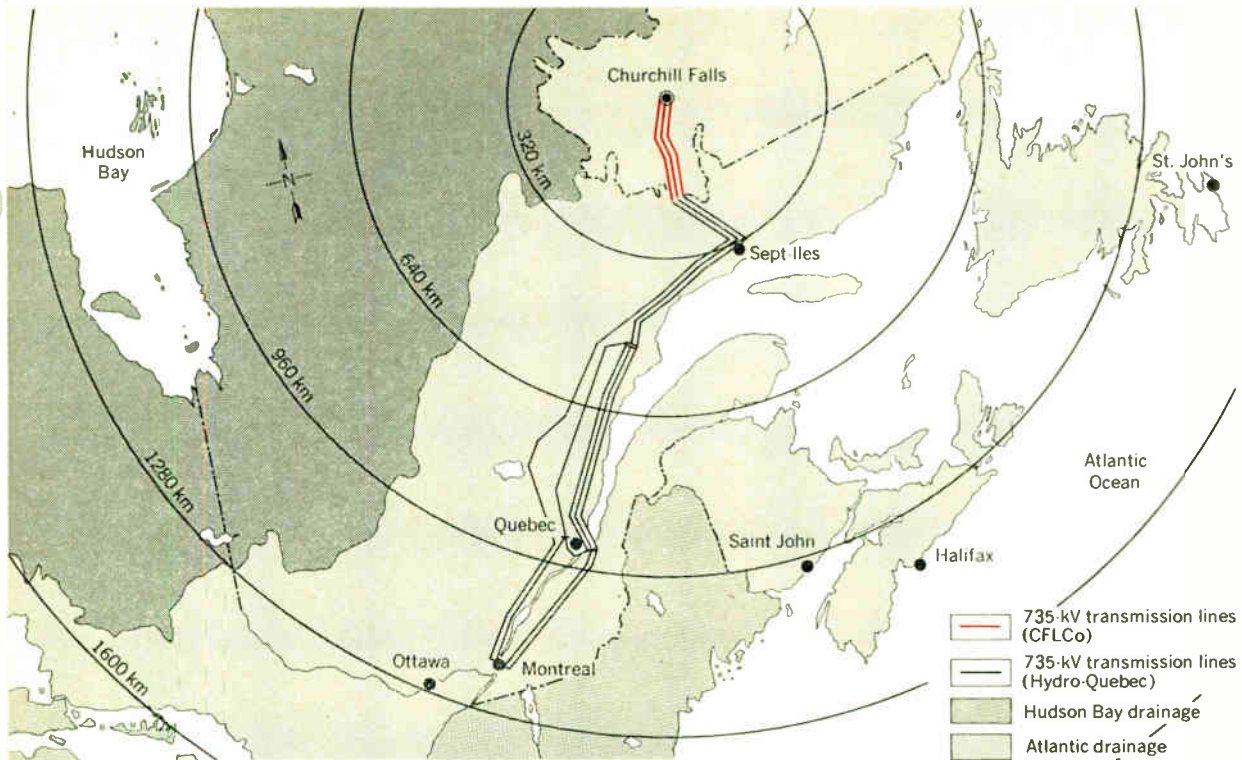 Churchill Falls
Hudson
Bay
N
320 km
St. John's
Sept-Iles
640 km
960 km
1280 km
Atlantic
Ocean
Quebec
Saint John
Halifax
1600 km
Ottawa
Montreal
735-kV transmission lines
(CFLCo)
735-kV transmission lines
(Hydro-Quebec)
Hudson Bay drainage
Atlantic drainage